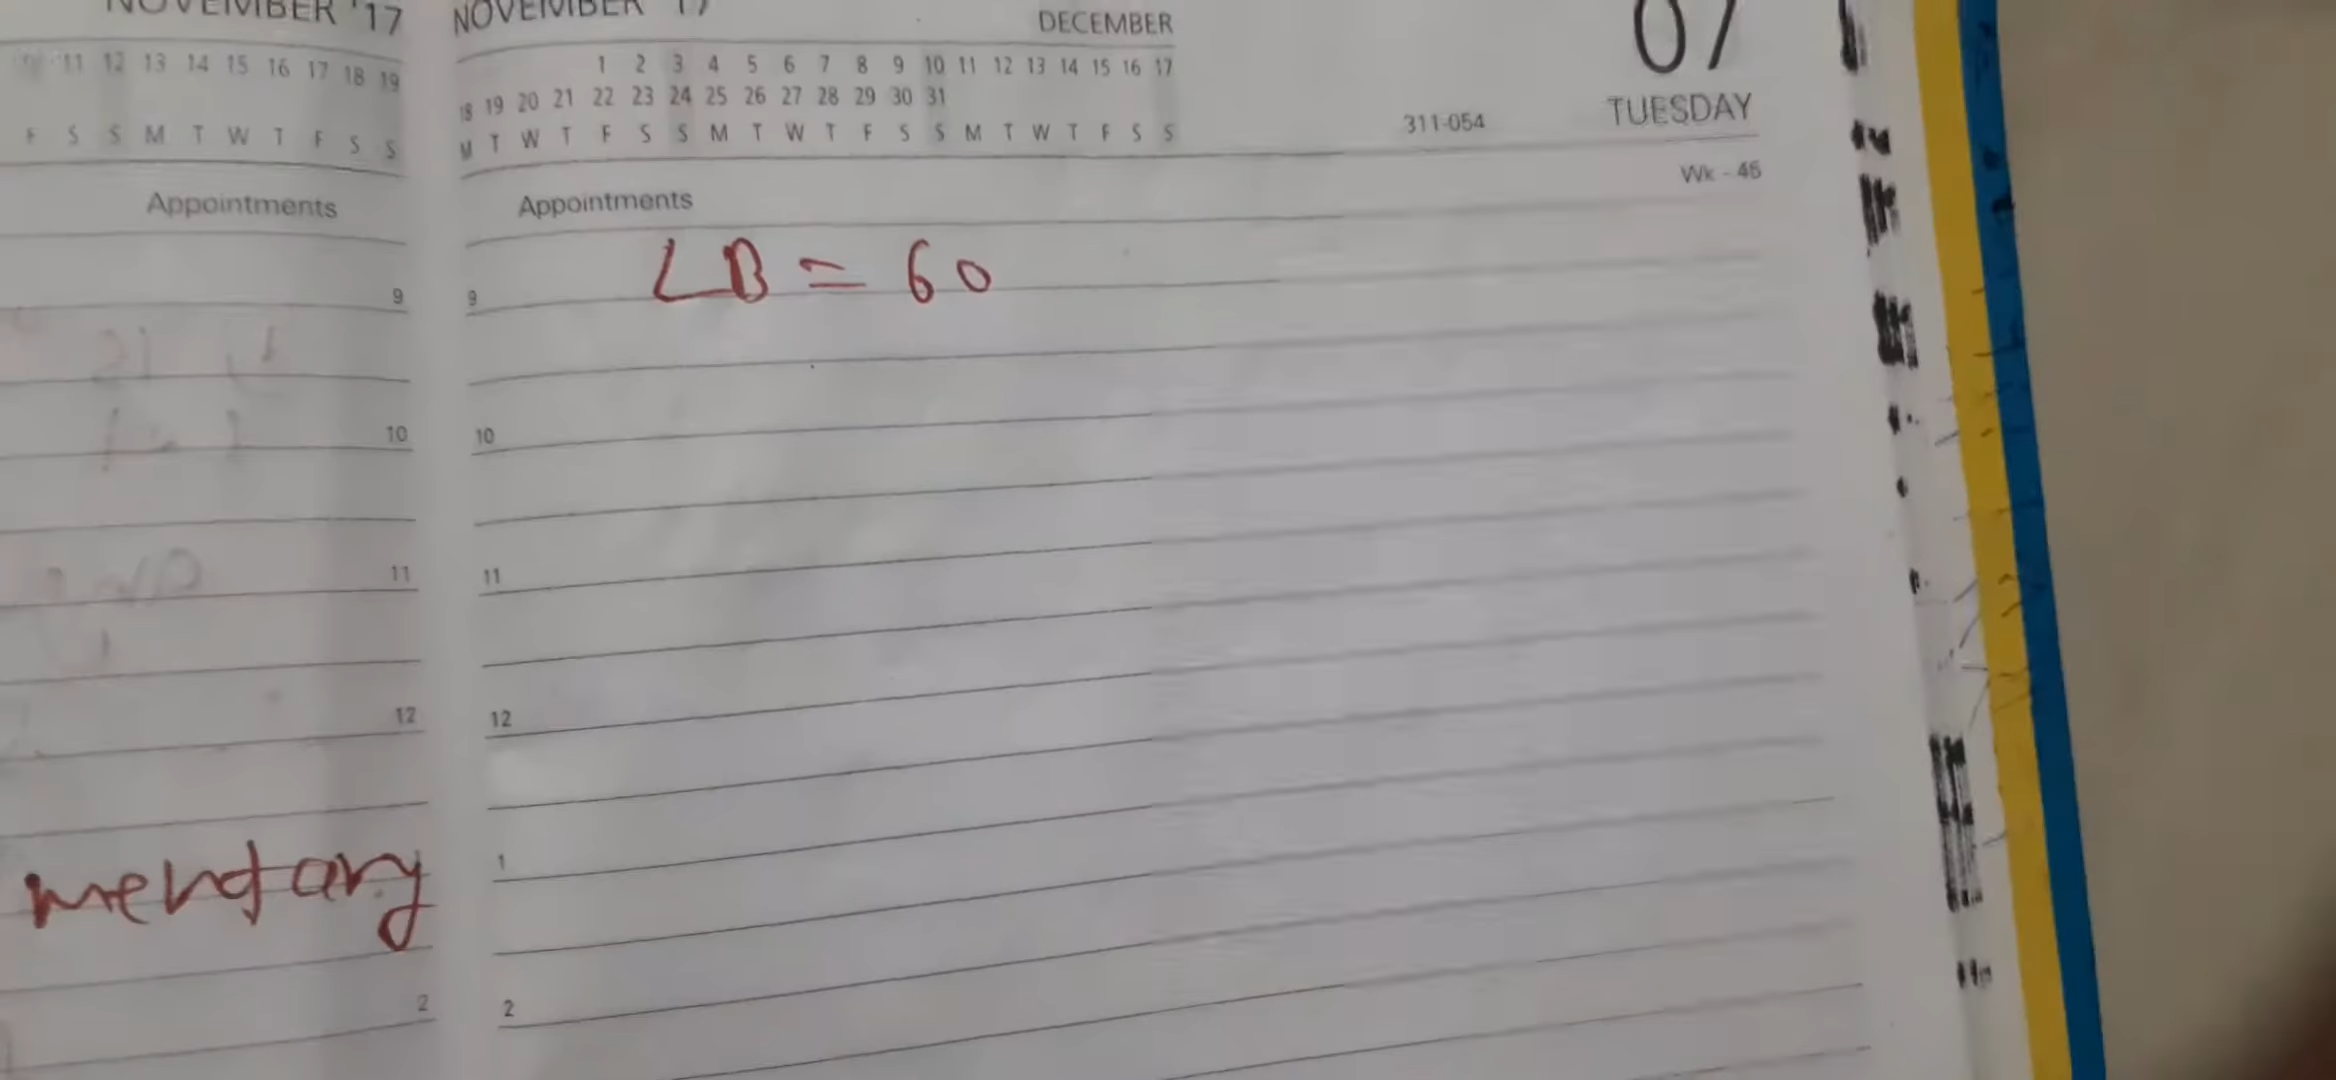 NOVEMBER '17
11 12 13 14 15 16 17 18 19
F S S M T W T F S S
Appointments
9
10
11
12
mentary
2
NOVEMBER '17
DECEMBER
1 2 3 4 5 6 7 8 9 10 11 12 13 14 15 16 17
18 19 20 21 22 23 24 25 26 27 28 29 30 31
M T W T F S S M T W T F S S M T W T F S S
07
311-054
TUESDAY
Wk - 45
Appointments
∠B = 60
9
10
11
12
1
2